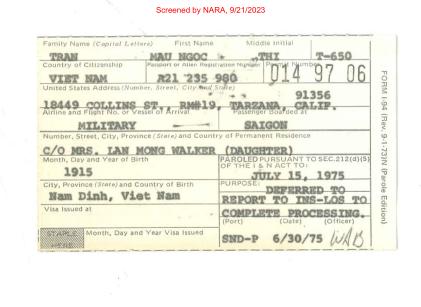 Screened by NARA, 9/21/2023
Family Name (Capital Letters) First Name Middle Initial
TRAN MAU NGOC THI T-650
Country of Citizenship Passport or Alien Registration Number Permit Number
VIET NAM A21 235 980 014 97 06
United States Address (Number, Street, City and State) 91356
18449 COLLINS ST., RM#19, TARZANA, CALIF.
Airline and Flight No. or Vessel of Arrival Passenger Boarded at
MILITARY SAIGON
Number, Street, City, Province (State) and Country of Permanent Residence
C/O MRS. LAN MONG WALKER (DAUGHTER)
Month, Day and Year of Birth
1915
PAROLED PURSUANT TO SEC. 212(d)(5) OF THE I & N ACT TO:
JULY 15, 1975
City, Province (State) and Country of Birth
Nam Dinh, Viet Nam
PURPOSE: DEFERRED TO
REPORT TO INS-LOS TO
COMPLETE PROCESSING.
Visa Issued at
(Port) (Date) (Officer)
STAPLE HERE
Month, Day and Year Visa Issued
SND-P 6/30/75
FORM I-94 (Rev. 9-1-73)N (Parole Edition)